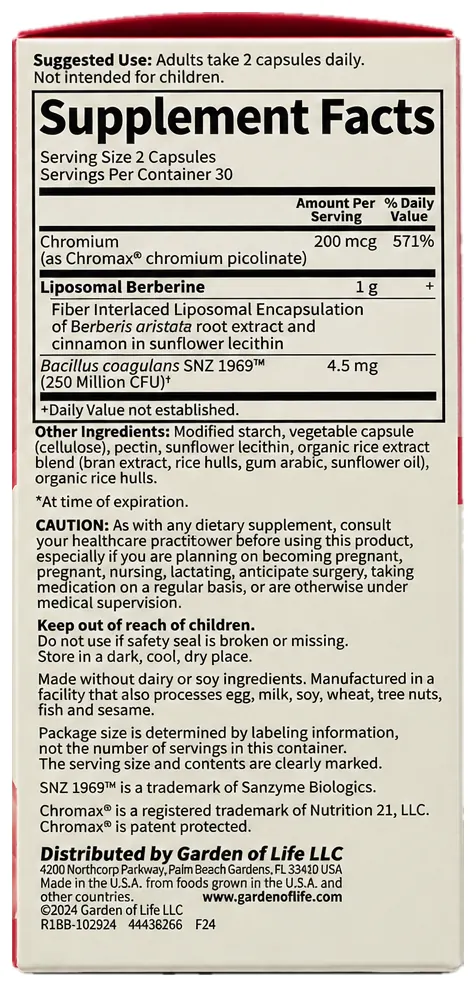 Suggested Use: Adults take 2 capsules daily.
Not intended for children.
Supplement Facts
Serving Size 2 Capsules
Servings Per Container 30
Amount Per Serving % Daily Value
Chromium 200 mcg 571%
(as Chromax® chromium picolinate)
Liposomal Berberine 1 g +
Fiber Interlaced Liposomal Encapsulation
of Berberis aristata root extract and
cinnamon in sunflower lecithin
Bacillus coagulans SNZ 1969™ 4.5 mg
(250 Million CFU)†
+Daily Value not established.
Other Ingredients: Modified starch, vegetable capsule
(cellulose), pectin, sunflower lecithin, organic rice extract
blend (bran extract, rice hulls, gum arabic, sunflower oil),
organic rice hulls.
*At time of expiration.
CAUTION: As with any dietary supplement, consult
your healthcare practitower before using this product,
especially if you are planning on becoming pregnant,
pregnant, nursing, lactating, anticipate surgery, taking
medication on a regular basis, or are otherwise under
medical supervision.
Keep out of reach of children.
Do not use if safety seal is broken or missing.
Store in a dark, cool, dry place.
Made without dairy or soy ingredients. Manufactured in a
facility that also processes egg, milk, soy, wheat, tree nuts,
fish and sesame.
Package size is determined by labeling information,
not the number of servings in this container.
The serving size and contents are clearly marked.
SNZ 1969™ is a trademark of Sanzyme Biologics.
Chromax® is a registered trademark of Nutrition 21, LLC.
Chromax® is patent protected.
Distributed by Garden of Life LLC
4200 Northcorp Parkway, Palm Beach Gardens, FL 33410 USA
Made in the U.S.A. from foods grown in the U.S.A. and
other countries. www.gardenoflife.com
©2024 Garden of Life LLC
R1BB-102924 44436266 F24